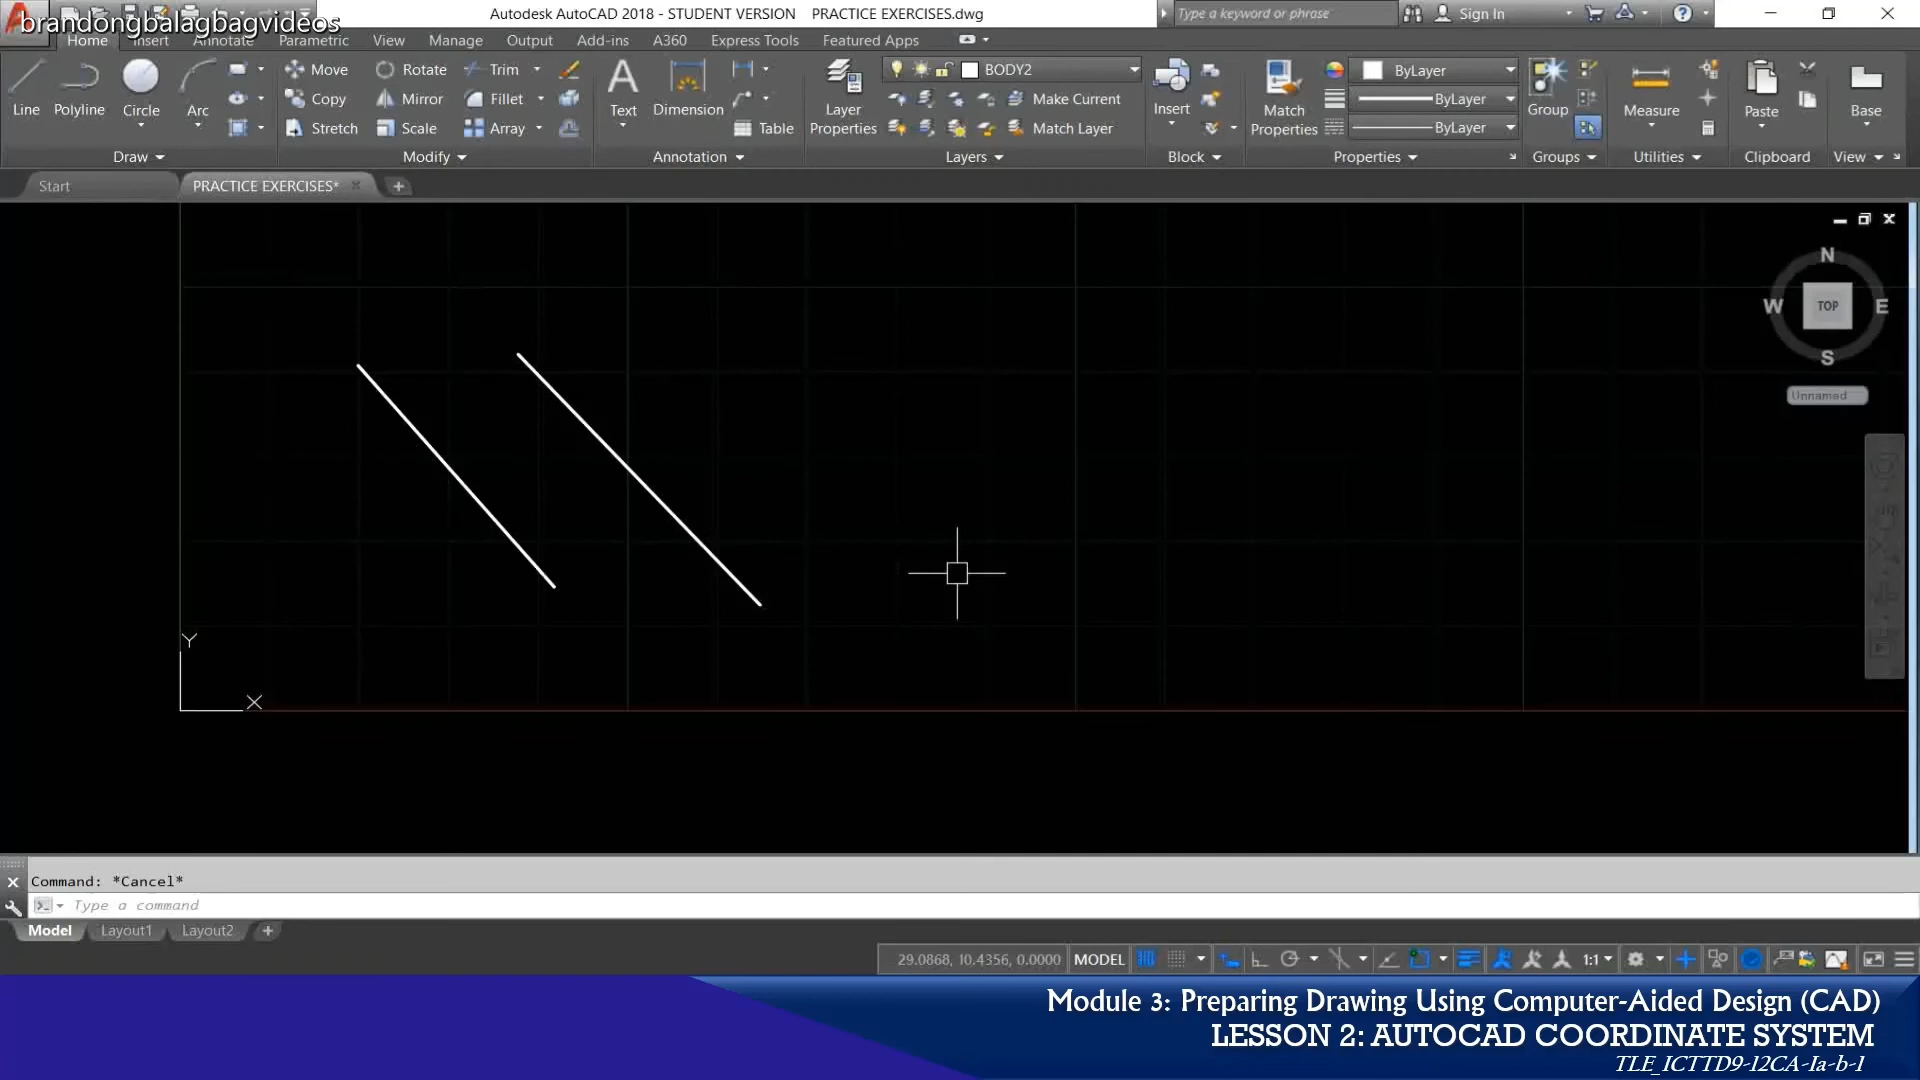 brandongbalagbagvideos
Autodesk AutoCAD 2018 - STUDENT VERSION PRACTICE EXERCISES.dwg
Type a keyword or phrase
Sign In
Home Insert Annotate Parametric View Manage Output Add-ins A360 Express Tools Featured Apps
Line Polyline Circle Arc
Draw
Move Rotate Trim
Copy Mirror Fillet
Stretch Scale Array
Modify
Text Dimension Table
Annotation
Layer Properties
BODY2
Make Current
Match Layer
Layers
Insert
Block
Match Properties
ByLayer
ByLayer
ByLayer
Properties
Group
Groups
Measure
Utilities
Paste
Clipboard
Base
View
Start PRACTICE EXERCISES*
N
W TOP E
S
Unnamed
Y
X
Command: *Cancel*
Type a command
Model Layout1 Layout2
29.0868, 10.4356, 0.0000 MODEL 1:1
Module 3: Preparing Drawing Using Computer-Aided Design (CAD)
LESSON 2: AUTOCAD COORDINATE SYSTEM
TLE_ICTTD9-12CA-Ia-b-1